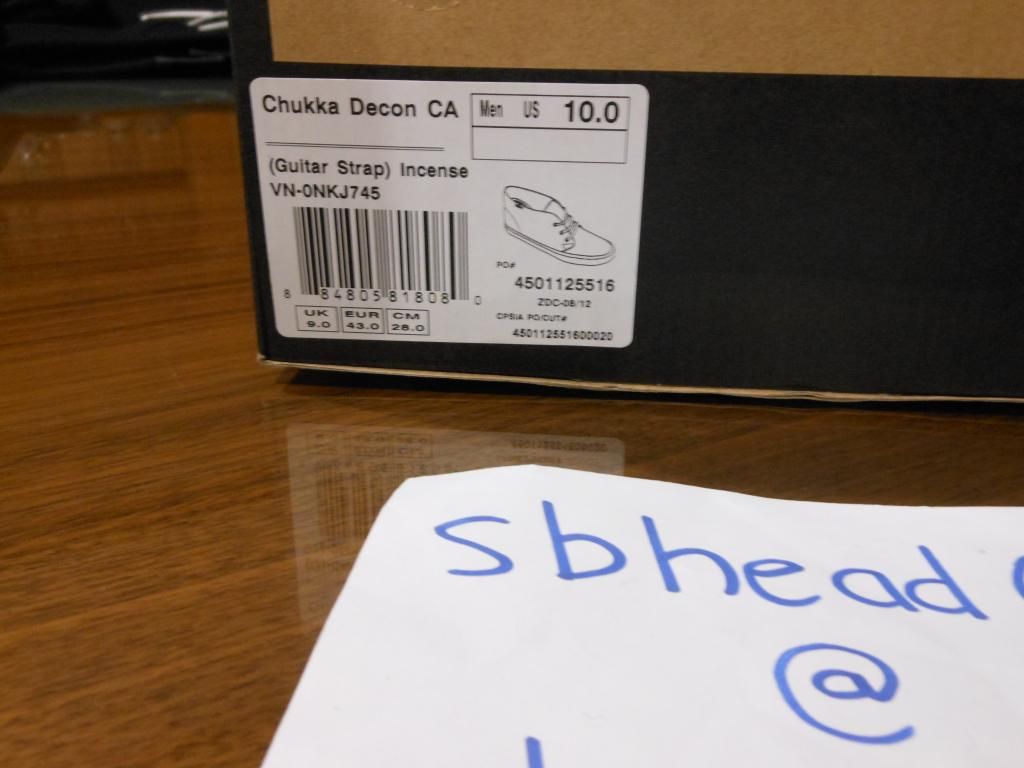 Chukka Decon CA
Men US 10.0
(Guitar Strap) Incense
VN-0NKJ745
8 84805 81808 0
UK 9.0
EUR 43.0
CM 28.0
PO#
4501125516
ZDC-08/12
CPSIA PO/CUT#
450112551600020
sbhead
@